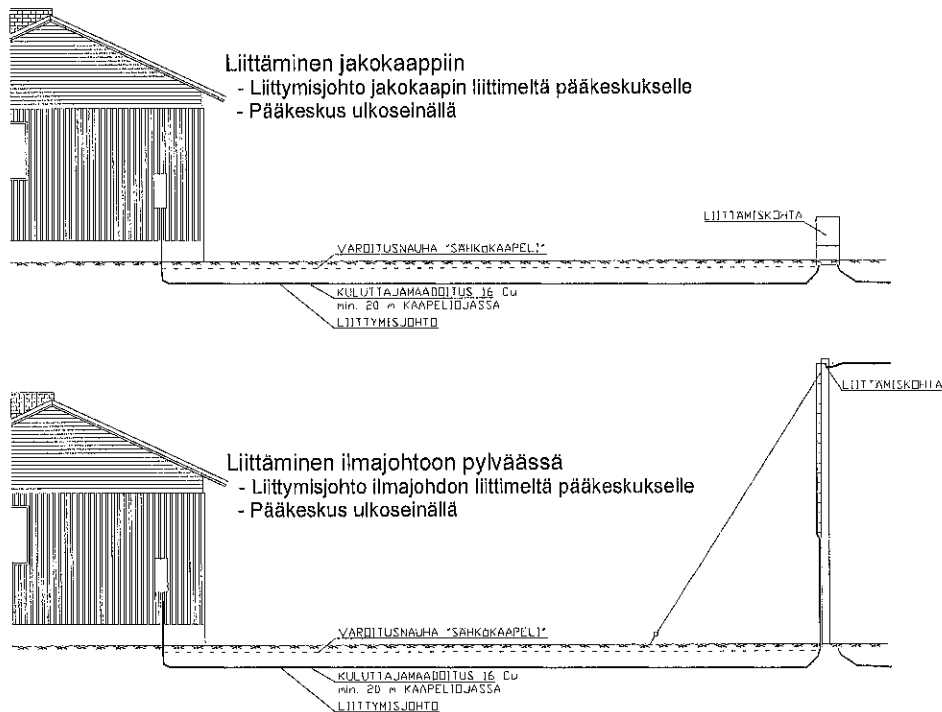 Liittäminen jakokaappiin
- Liittymisjohto jakokaapin liittimeltä pääkeskukselle
- Pääkeskus ulkoseinällä
LIITTÄMISKOHTA
VAROITUSNAUHA "SÄHKÖKAAPELI"
KULUTTAJAMAADOITUS 16 Cu
min. 20 m KAAPELIOJASSA
LIITTYMISJOHTO
LIITTÄMISKOHTA
Liittäminen ilmajohtoon pylväässä
- Liittymisjohto ilmajohdon liittimeltä pääkeskukselle
- Pääkeskus ulkoseinällä
VAROITUSNAUHA "SÄHKÖKAAPELI"
KULUTTAJAMAADOITUS 16 Cu
min. 20 m KAAPELIOJASSA
LIITTYMISJOHTO